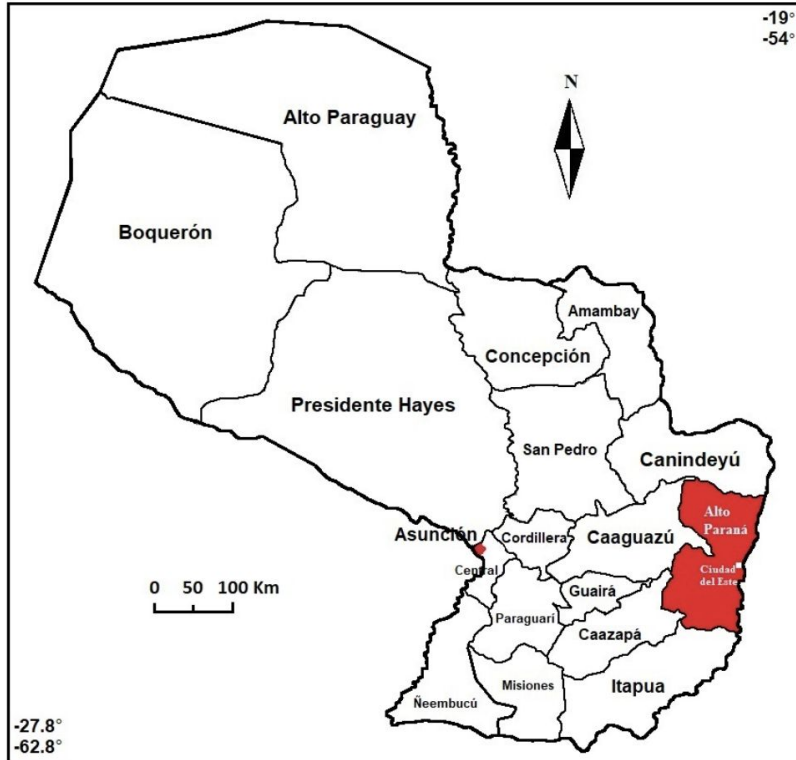 -19°
-54°
N
Alto Paraguay
Boquerón
Amambay
Concepción
Presidente Hayes
San Pedro
Canindeyú
Alto
Paraná
Asunción
Cordillera
Caaguazú
Central
Ciudad
del Este
Guairá
Paraguarí
Caazapá
0 50 100 Km
Misiones
Itapua
Ñeembucú
-27.8°
-62.8°